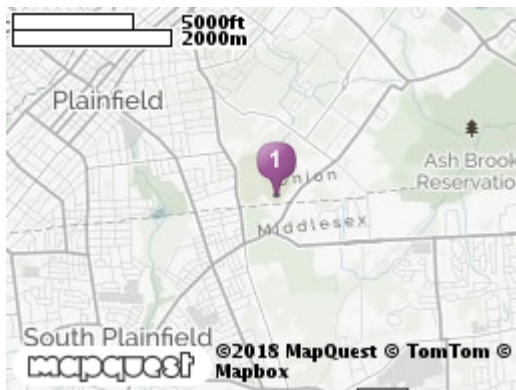 5000ft
2000m
Plainfield
1
Union
Ash Brook
Reservation
Middlesex
South Plainfield
mapquest
©2018 MapQuest © TomTom ©
Mapbox